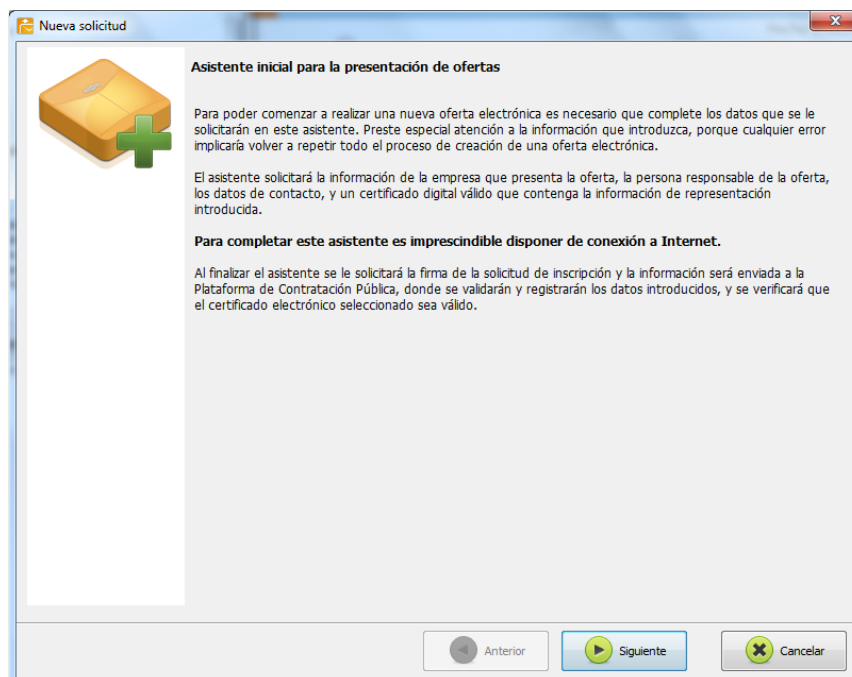 Nueva solicitud
Asistente inicial para la presentación de ofertas
Para poder comenzar a realizar una nueva oferta electrónica es necesario que complete los datos que se le
solicitarán en este asistente. Preste especial atención a la información que introduzca, porque cualquier error
implicaría volver a repetir todo el proceso de creación de una oferta electrónica.
El asistente solicitará la información de la empresa que presenta la oferta, la persona responsable de la oferta,
los datos de contacto, y un certificado digital válido que contenga la información de representación
introducida.
Para completar este asistente es imprescindible disponer de conexión a Internet.
Al finalizar el asistente se le solicitará la firma de la solicitud de inscripción y la información será enviada a la
Plataforma de Contratación Pública, donde se validarán y registrarán los datos introducidos, y se verificará que
el certificado electrónico seleccionado sea válido.
Anterior
Siguiente
Cancelar